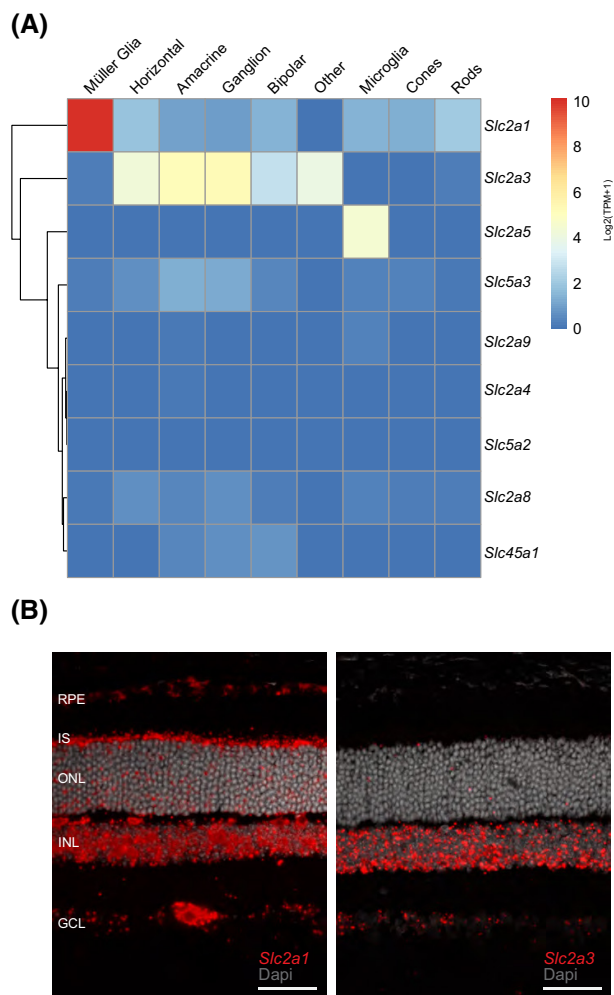 (A)
Müller Glia
Horizontal
Amacrine
Ganglion
Bipolar
Other
Microglia
Cones
Rods
Slc2a1
Slc2a3
Slc2a5
Slc5a3
Slc2a9
Slc2a4
Slc5a2
Slc2a8
Slc45a1
10
8
6
4
2
0
Log2(TPM+1)
(B)
RPE
IS
ONL
INL
GCL
Slc2a1
Dapi
Slc2a3
Dapi